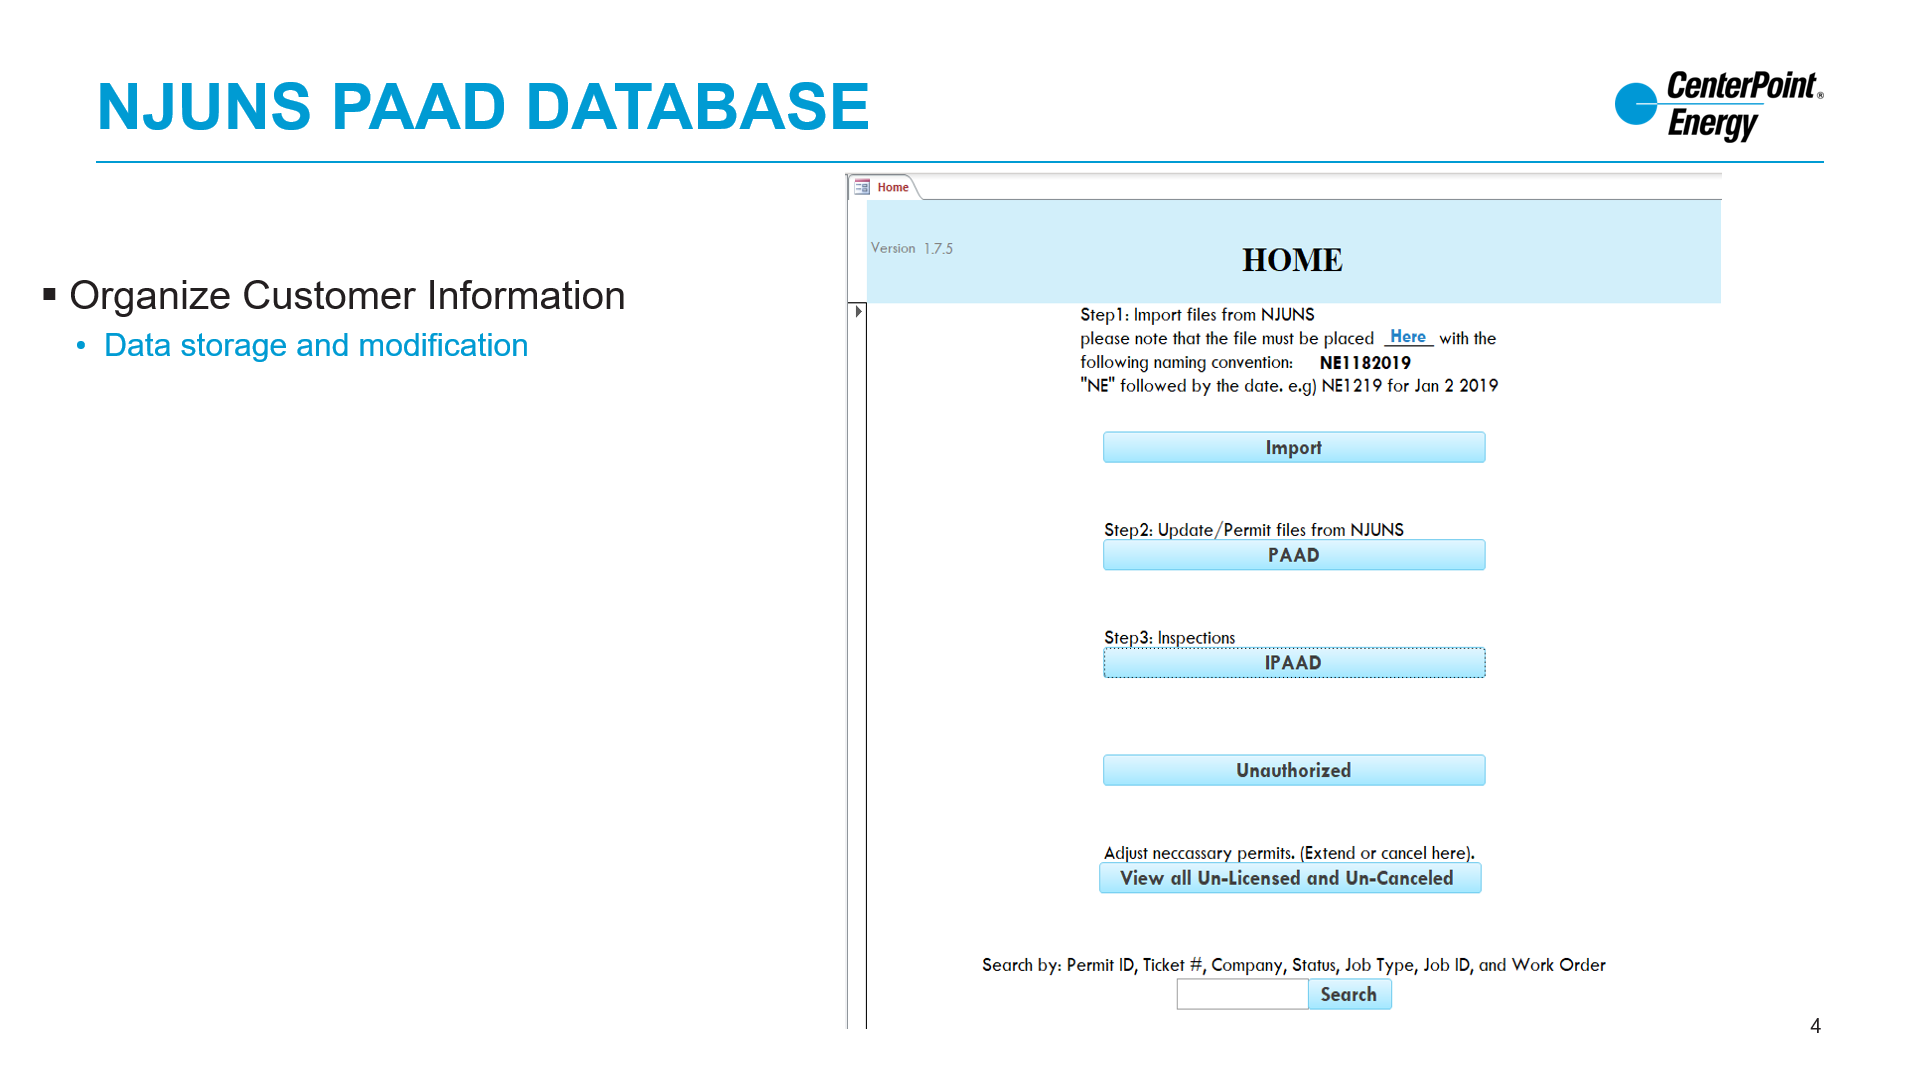 NJUNS PAAD DATABASE
CenterPoint®
Energy
▪ Organize Customer Information
• Data storage and modification
Home
Version 1.7.5
HOME
Step1: Import files from NJUNS
please note that the file must be placed Here with the
following naming convention: NE1182019
"NE" followed by the date. e.g) NE1219 for Jan 2 2019
Import
Step2: Update/Permit files from NJUNS
PAAD
Step3: Inspections
IPAAD
Unauthorized
Adjust neccassary permits. (Extend or cancel here).
View all Un-Licensed and Un-Canceled
Search by: Permit ID, Ticket #, Company, Status, Job Type, Job ID, and Work Order
Search
4